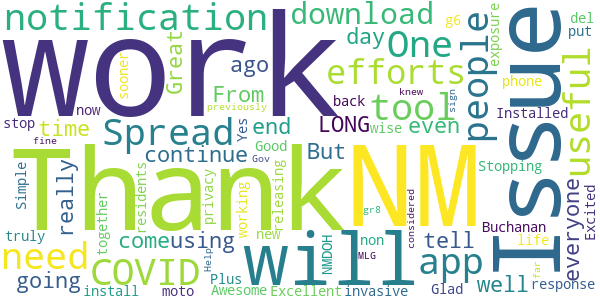 notification
download
g6
del
put
work
Great
day
One
exposure
Issue
sooner
ago
people
useful
efforts
From
previously
back
knew
phone
sign
now
stop
time
fine
Spread
Yes
end
LONG
wise
even
tool
Installed
Thank
NM
Simple
really
continue
Good
Gov
But
Stopping
together
residents
privacy
working
Help
releasing
gr8
considered
everyone
Excited
Buchanan
truly
come
using
will
new
NMDOH
non
MLG
tell
app
life
need
going
COVID
Plus
invasive
well
far
response
install
moto
Awesome
Excellent
Glad